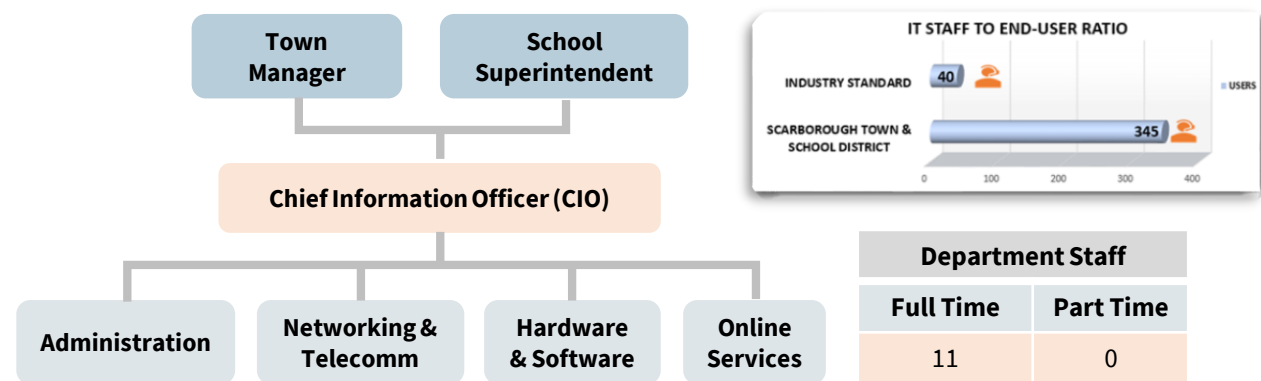 Town
Manager
School
Superintendent
Chief Information Officer (CIO)
Administration
Networking &
Telecomm
Hardware
& Software
Online
Services
IT STAFF TO END-USER RATIO
INDUSTRY STANDARD
40
USERS
SCARBOROUGH TOWN &
SCHOOL DISTRICT
345
0 100 200 300 400
Department Staff
Full Time Part Time
11 0